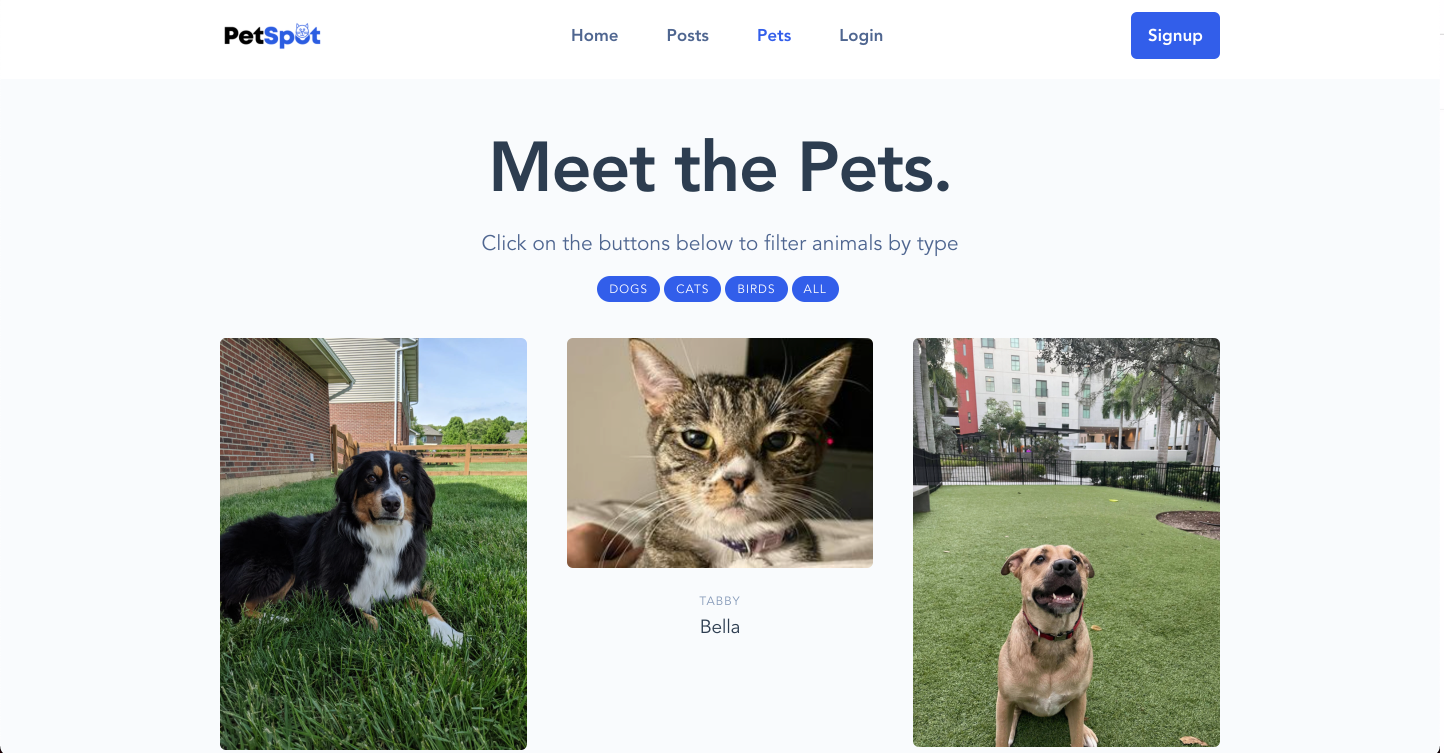 PetSpot
Home Posts Pets Login Signup
Meet the Pets.
Click on the buttons below to filter animals by type
DOGS CATS BIRDS ALL
TABBY
Bella